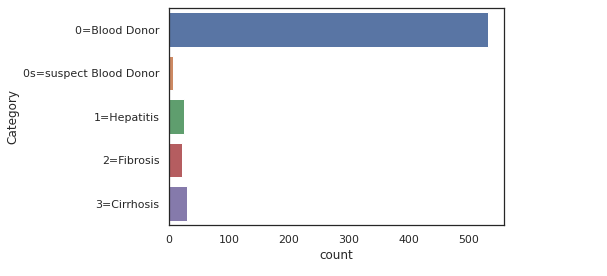 0=Blood Donor
0s=suspect Blood Donor
1=Hepatitis
2=Fibrosis
3=Cirrhosis
Category
0 100 200 300 400 500
count